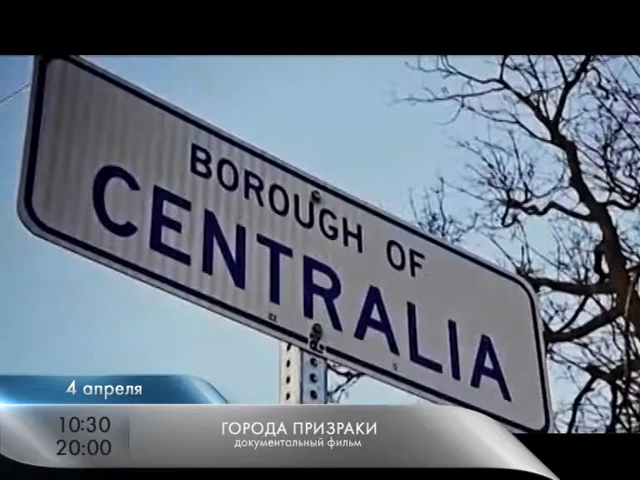 BOROUGH OF
CENTRALIA
4 апреля
10:30
20:00
ГОРОДА ПРИЗРАКИ
документальный фильм